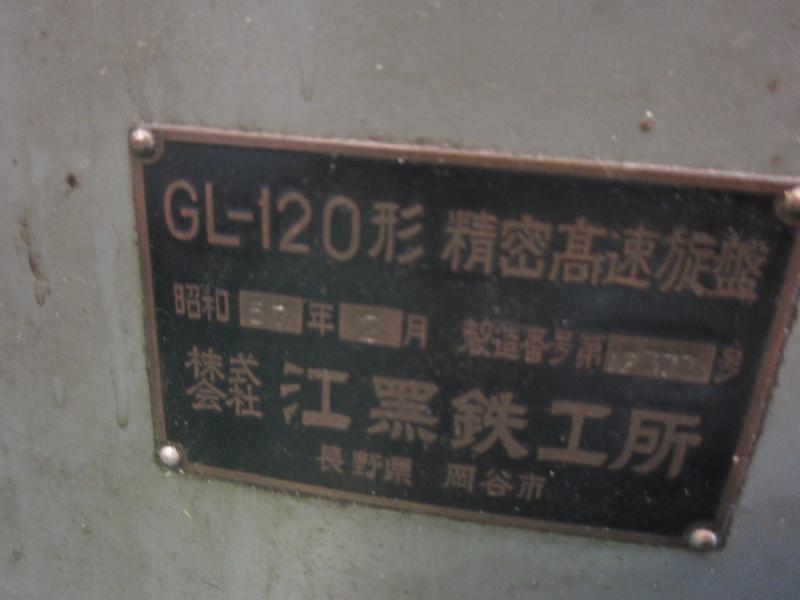 GL-120形 精密高速旋盤
昭和 年 月 製造番号第 号
株式会社 江黒鉄工所
長野県 岡谷市